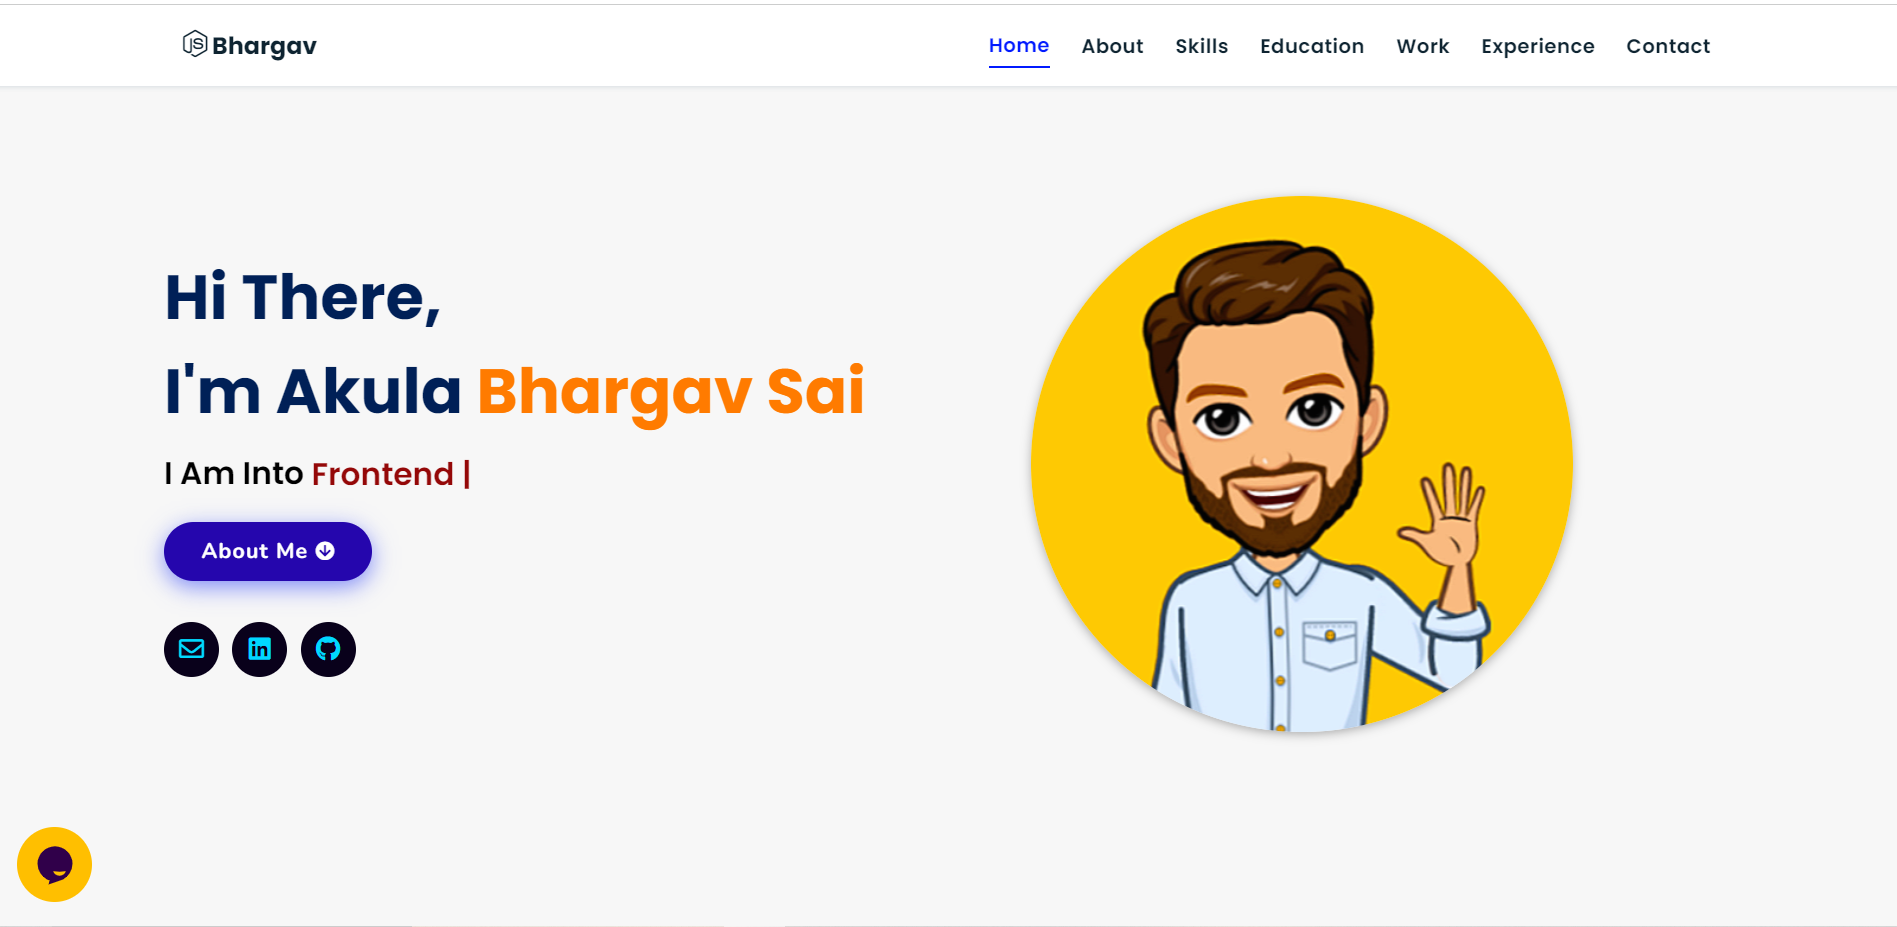 Bhargav
Home About Skills Education Work Experience Contact
Hi There,
I'm Akula Bhargav Sai
I Am Into Frontend |
About Me